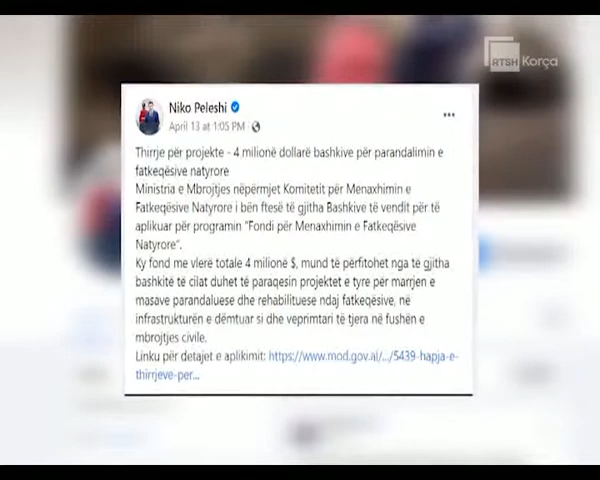 RTSH Korça
Niko Peleshi
April 13 at 1:05 PM
Thirrje për projekte - 4 milionë dollarë bashkive për parandalimin e
fatkeqësive natyrore
Ministria e Mbrojtjes nëpërmjet Komitetit për Menaxhimin e
Fatkeqësive Natyrore i bën ftesë të gjitha Bashkive të vendit për të
aplikuar për programin "Fondi për Menaxhimin e Fatkeqësive
Natyrore".
Ky fond me vlerë totale 4 milionë $, mund të përfitohet nga të gjitha
bashkitë të cilat duhet të paraqesin projektet e tyre për marrjen e
masave parandaluese dhe rehabilituese ndaj fatkeqësive, në
infrastrukturën e dëmtuar si dhe veprimtari të tjera në fushën e
mbrojtjes civile.
Linku për detajet e aplikimit: https://www.mod.gov.al/.../5439-hapja-e-
thirrjeve-per...